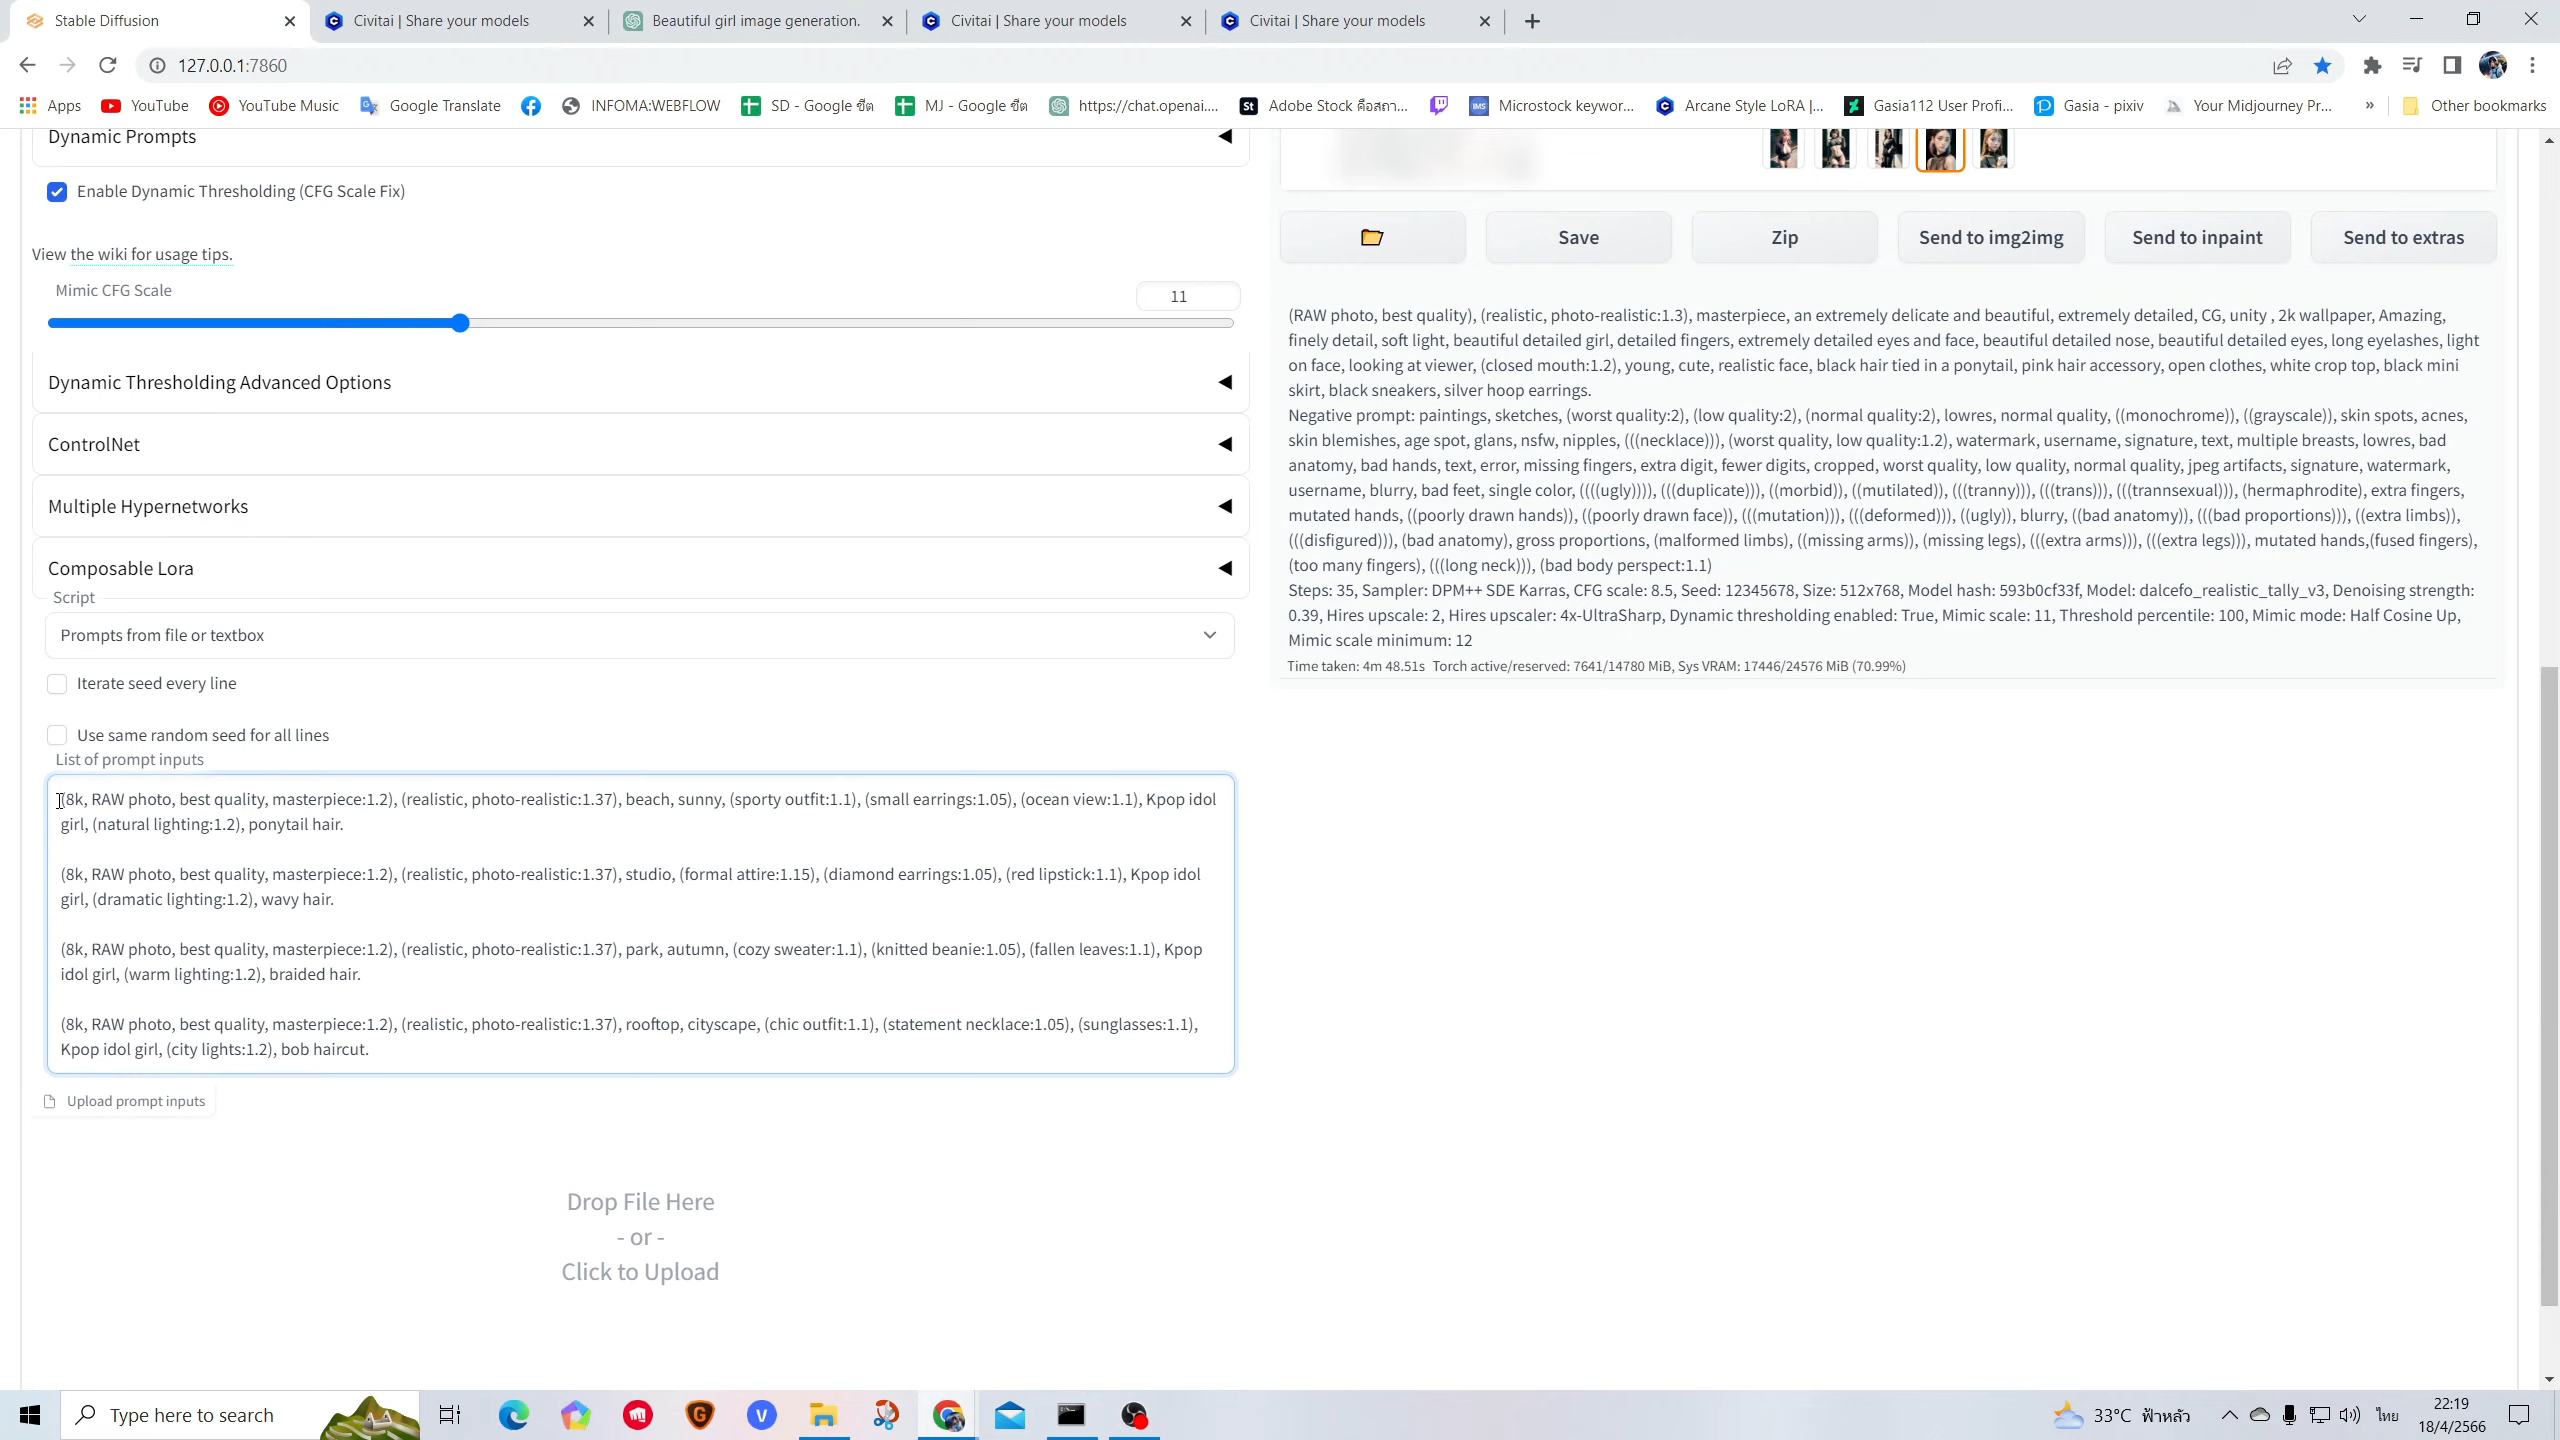 Stable Diffusion
Civitai | Share your models
Beautiful girl image generation.
Civitai | Share your models
Civitai | Share your models
127.0.0.1:7860
Apps
YouTube
YouTube Music
Google Translate
INFOMA:WEBFLOW
SD - Google ชีต
MJ - Google ชีต
https://chat.openai....
Adobe Stock คือสถา...
Microstock keywor...
Arcane Style LoRA |...
Gasia112 User Profi...
Gasia - pixiv
Your Midjourney Pr...
Other bookmarks
Dynamic Prompts
Enable Dynamic Thresholding (CFG Scale Fix)
View the wiki for usage tips.
Mimic CFG Scale
11
Dynamic Thresholding Advanced Options
ControlNet
Multiple Hypernetworks
Composable Lora
Script
Prompts from file or textbox
Iterate seed every line
Use same random seed for all lines
List of prompt inputs
(8k, RAW photo, best quality, masterpiece:1.2), (realistic, photo-realistic:1.37), beach, sunny, (sporty outfit:1.1), (small earrings:1.05), (ocean view:1.1), Kpop idol
girl, (natural lighting:1.2), ponytail hair.
(8k, RAW photo, best quality, masterpiece:1.2), (realistic, photo-realistic:1.37), studio, (formal attire:1.15), (diamond earrings:1.05), (red lipstick:1.1), Kpop idol
girl, (dramatic lighting:1.2), wavy hair.
(8k, RAW photo, best quality, masterpiece:1.2), (realistic, photo-realistic:1.37), park, autumn, (cozy sweater:1.1), (knitted beanie:1.05), (fallen leaves:1.1), Kpop
idol girl, (warm lighting:1.2), braided hair.
(8k, RAW photo, best quality, masterpiece:1.2), (realistic, photo-realistic:1.37), rooftop, cityscape, (chic outfit:1.1), (statement necklace:1.05), (sunglasses:1.1),
Kpop idol girl, (city lights:1.2), bob haircut.
Upload prompt inputs
Drop File Here
- or -
Click to Upload
Save
Zip
Send to img2img
Send to inpaint
Send to extras
(RAW photo, best quality), (realistic, photo-realistic:1.3), masterpiece, an extremely delicate and beautiful, extremely detailed, CG, unity , 2k wallpaper, Amazing,
finely detail, soft light, beautiful detailed girl, detailed fingers, extremely detailed eyes and face, beautiful detailed nose, beautiful detailed eyes, long eyelashes, light
on face, looking at viewer, (closed mouth:1.2), young, cute, realistic face, black hair tied in a ponytail, pink hair accessory, open clothes, white crop top, black mini
skirt, black sneakers, silver hoop earrings.
Negative prompt: paintings, sketches, (worst quality:2), (low quality:2), (normal quality:2), lowres, normal quality, ((monochrome)), ((grayscale)), skin spots, acnes,
skin blemishes, age spot, glans, nsfw, nipples, (((necklace))), (worst quality, low quality:1.2), watermark, username, signature, text, multiple breasts, lowres, bad
anatomy, bad hands, text, error, missing fingers, extra digit, fewer digits, cropped, worst quality, low quality, normal quality, jpeg artifacts, signature, watermark,
username, blurry, bad feet, single color, ((((ugly)))), (((duplicate))), ((morbid)), ((mutilated)), (((tranny))), (((trans))), (((trannsexual))), (hermaphrodite), extra fingers,
mutated hands, ((poorly drawn hands)), ((poorly drawn face)), (((mutation))), (((deformed))), ((ugly)), blurry, ((bad anatomy)), (((bad proportions))), ((extra limbs)),
(((disfigured))), (bad anatomy), gross proportions, (malformed limbs), ((missing arms)), (missing legs), (((extra arms))), (((extra legs))), mutated hands,(fused fingers),
(too many fingers), (((long neck))), (bad body perspect:1.1)
Steps: 35, Sampler: DPM++ SDE Karras, CFG scale: 8.5, Seed: 12345678, Size: 512x768, Model hash: 593b0cf33f, Model: dalcefo_realistic_tally_v3, Denoising strength:
0.39, Hires upscale: 2, Hires upscaler: 4x-UltraSharp, Dynamic thresholding enabled: True, Mimic scale: 11, Threshold percentile: 100, Mimic mode: Half Cosine Up,
Mimic scale minimum: 12
Time taken: 4m 48.51s Torch active/reserved: 7641/14780 MiB, Sys VRAM: 17446/24576 MiB (70.99%)
Type here to search
33°C ฟ้าหลัว
ไทย
22:19
18/4/2566